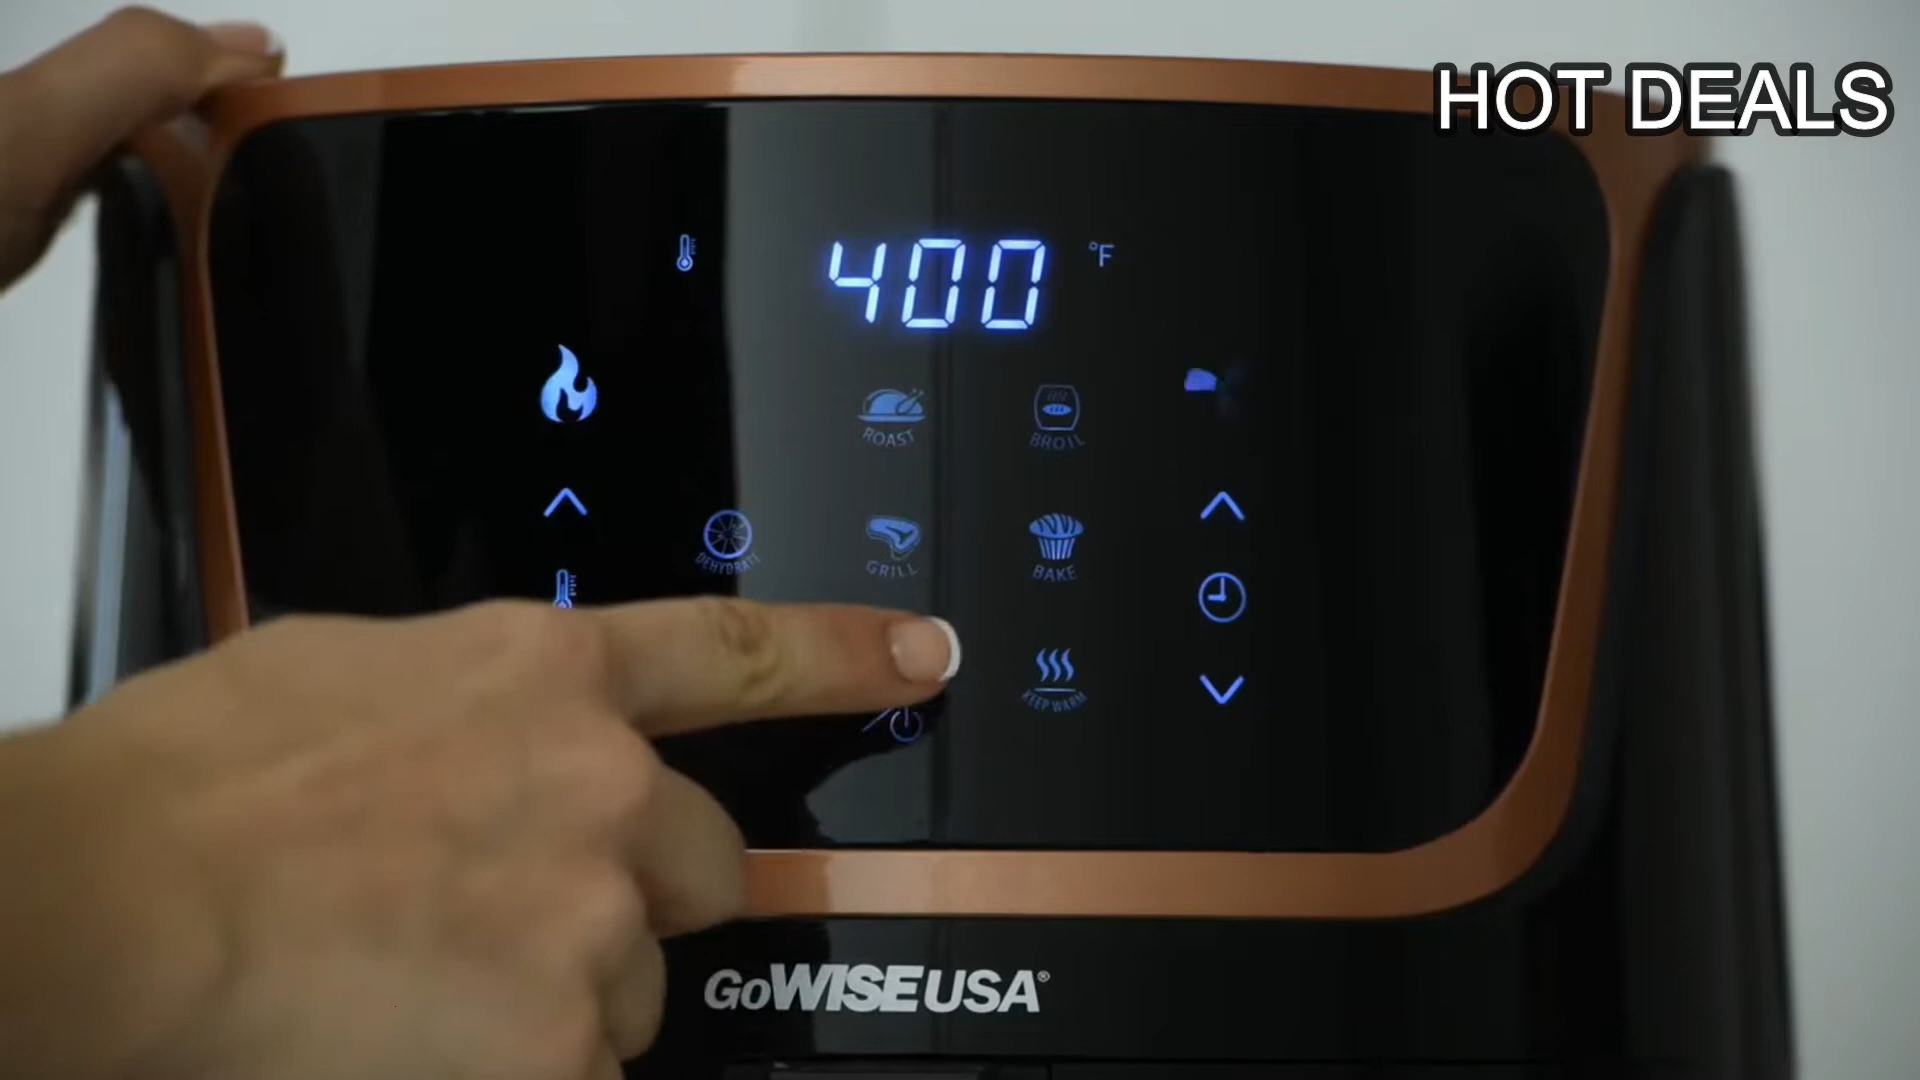 HOT DEALS
400 °F
ROAST
BROIL
DEHYDRATE
GRILL
BAKE
KEEP WARM
GoWISEUSA®